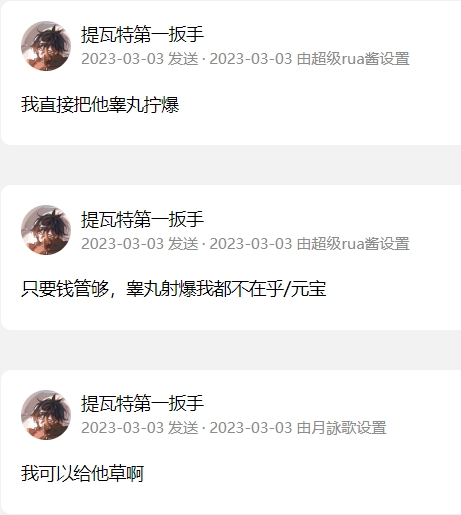 提瓦特第一扳手
2023-03-03 发送 · 2023-03-03 由超级rua酱设置
我直接把他睾丸拧爆
提瓦特第一扳手
2023-03-03 发送 · 2023-03-03 由超级rua酱设置
只要钱管够，睾丸射爆我都不在乎/元宝
提瓦特第一扳手
2023-03-03 发送 · 2023-03-03 由月詠歌设置
我可以给他草啊